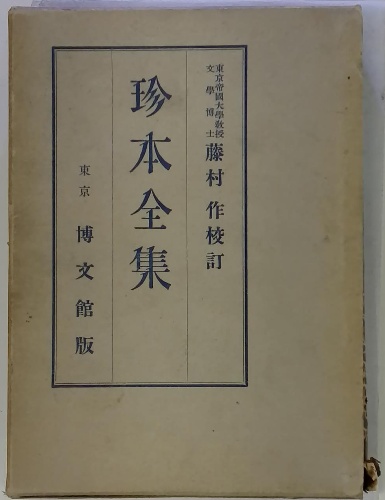 東京帝國大學敎授
文學博士
藤村作校訂
珍本全集
東京 博文館版